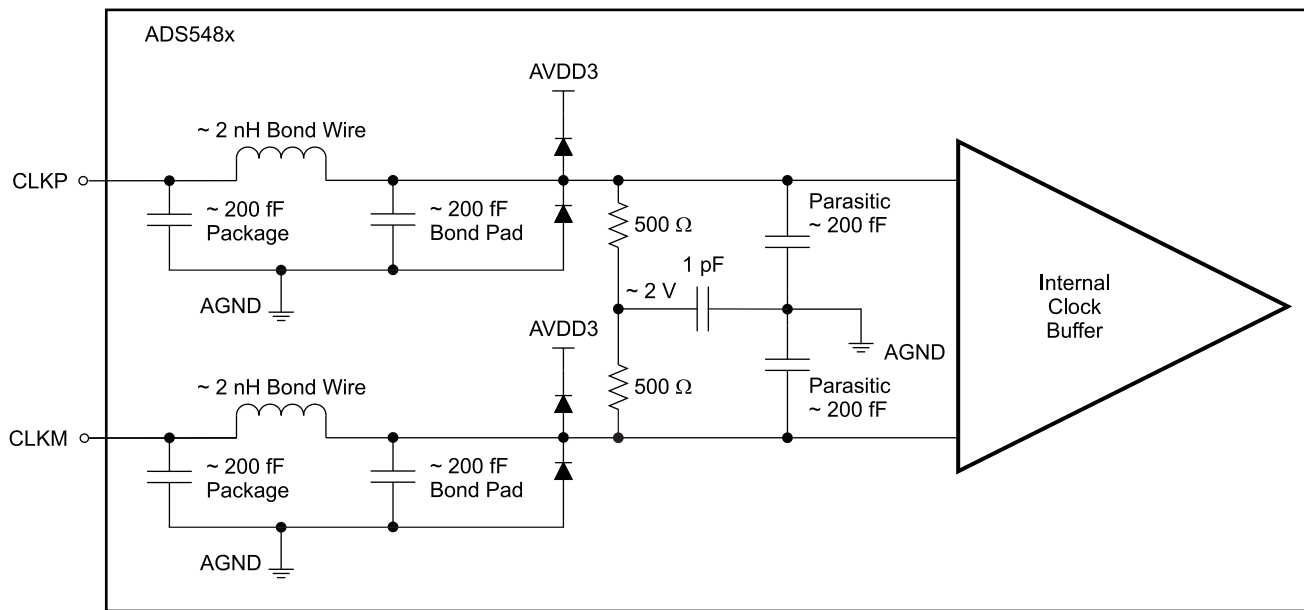 ADS548x
AVDD3
~ 2 nH Bond Wire
CLKP
~ 200 fF
Package
~ 200 fF
Bond Pad
500 Ω
Parasitic
~ 200 fF
1 pF
~ 2 V
AGND
Internal
Clock
Buffer
AVDD3
AGND
~ 2 nH Bond Wire
500 Ω
Parasitic
~ 200 fF
CLKM
~ 200 fF
Package
~ 200 fF
Bond Pad
AGND